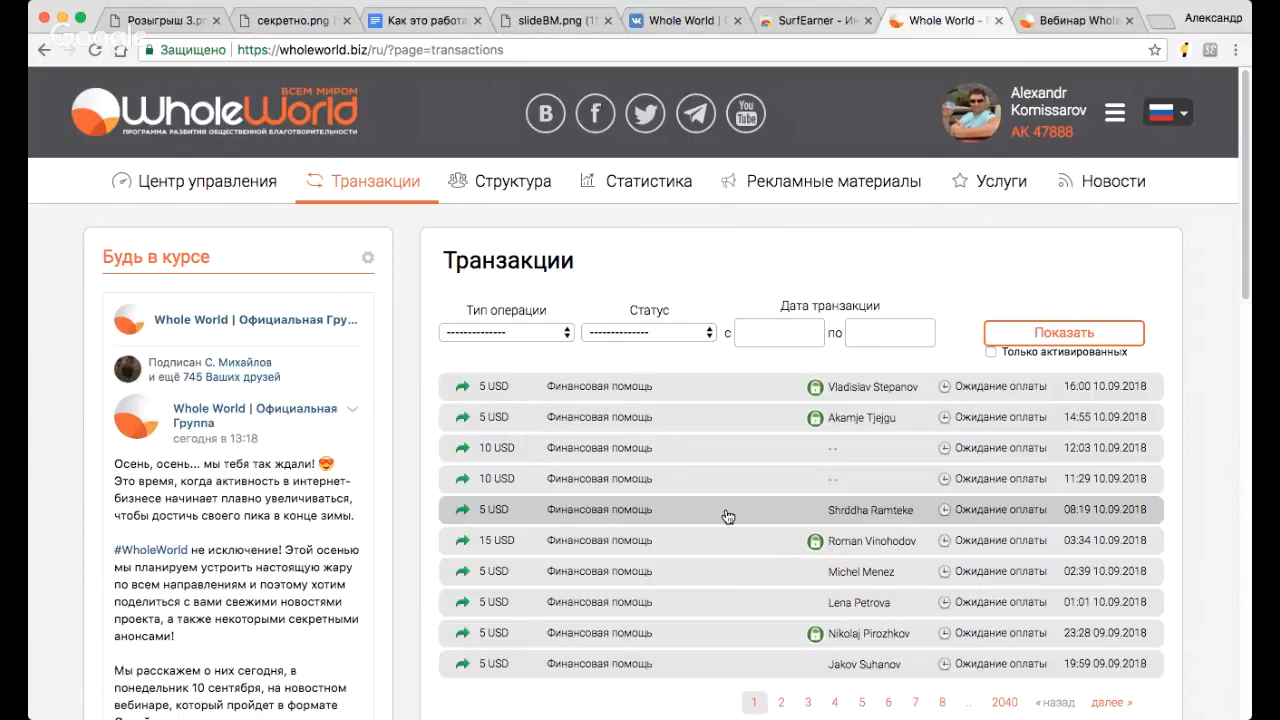 Розыгрыш 3.p
секретно.png (
Как это работа
slideBM.png (1
Whole World | О
SurfEarner - Ин
Whole World -
Вебинар Whole
Александр
Google
Защищено https://wholeworld.biz/ru/?page=transactions
ВСЕМ МИРОМ
WholeWorld
ПРОГРАММА РАЗВИТИЯ ОБЩЕСТВЕННОЙ БЛАГОТВОРИТЕЛЬНОСТИ
You
Tube
Alexandr
Komissarov
AK 47888
Центр управления Транзакции Структура Статистика Рекламные материалы Услуги Новости
Будь в курсе
Whole World | Официальная Гру...
Подписан С. Михайлов
и ещё 745 Ваших друзей
Whole World | Официальная
Группа
сегодня в 13:18
Осень, осень... мы тебя так ждали! 😍
Это время, когда активность в интернет-
бизнесе начинает плавно увеличиваться,
чтобы достичь своего пика в конце зимы.
#WholeWorld не исключение! Этой осенью
мы планируем устроить настоящую жару
по всем направлениям и поэтому хотим
поделиться с вами свежими новостями
проекта, а также некоторыми секретными
анонсами!
Мы расскажем о них сегодня, в
понедельник 10 сентября, на новостном
вебинаре, который пройдет в формате
Транзакции
Тип операции Статус Дата транзакции
-------------- -------------- с по Показать
Только активированных
5 USD Финансовая помощь Vladislav Stepanov Ожидание оплаты 16:00 10.09.2018
5 USD Финансовая помощь Akamje Tjejgu Ожидание оплаты 14:55 10.09.2018
10 USD Финансовая помощь - - Ожидание оплаты 12:03 10.09.2018
10 USD Финансовая помощь - - Ожидание оплаты 11:29 10.09.2018
5 USD Финансовая помощь Shrddha Ramteke Ожидание оплаты 08:19 10.09.2018
15 USD Финансовая помощь Roman Vinohodov Ожидание оплаты 03:34 10.09.2018
5 USD Финансовая помощь Michel Menez Ожидание оплаты 02:39 10.09.2018
5 USD Финансовая помощь Lena Petrova Ожидание оплаты 01:01 10.09.2018
5 USD Финансовая помощь Nikolaj Pirozhkov Ожидание оплаты 23:28 09.09.2018
5 USD Финансовая помощь Jakov Suhanov Ожидание оплаты 19:59 09.09.2018
1 2 3 4 5 6 7 8 .. 2040 « назад далее »